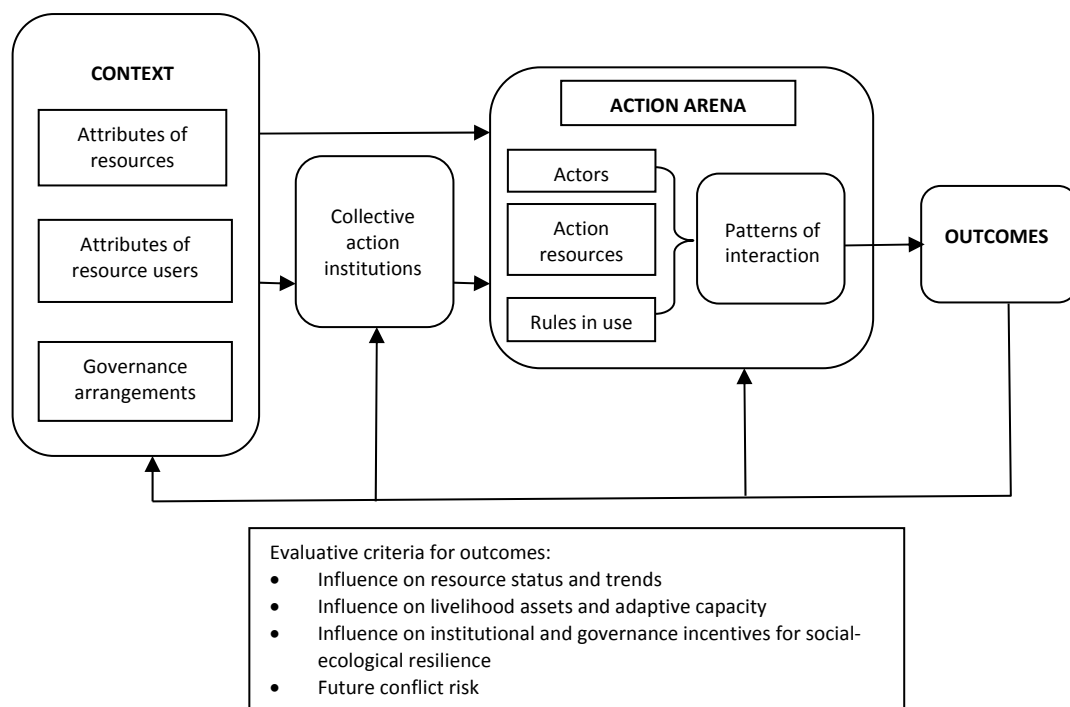 CONTEXT
Attributes of
resources
Attributes of
resource users
Governance
arrangements
Collective
action
institutions
ACTION ARENA
Actors
Action
resources
Rules in use
Patterns of
interaction
OUTCOMES
Evaluative criteria for outcomes:
• Influence on resource status and trends
• Influence on livelihood assets and adaptive capacity
• Influence on institutional and governance incentives for social-
ecological resilience
• Future conflict risk